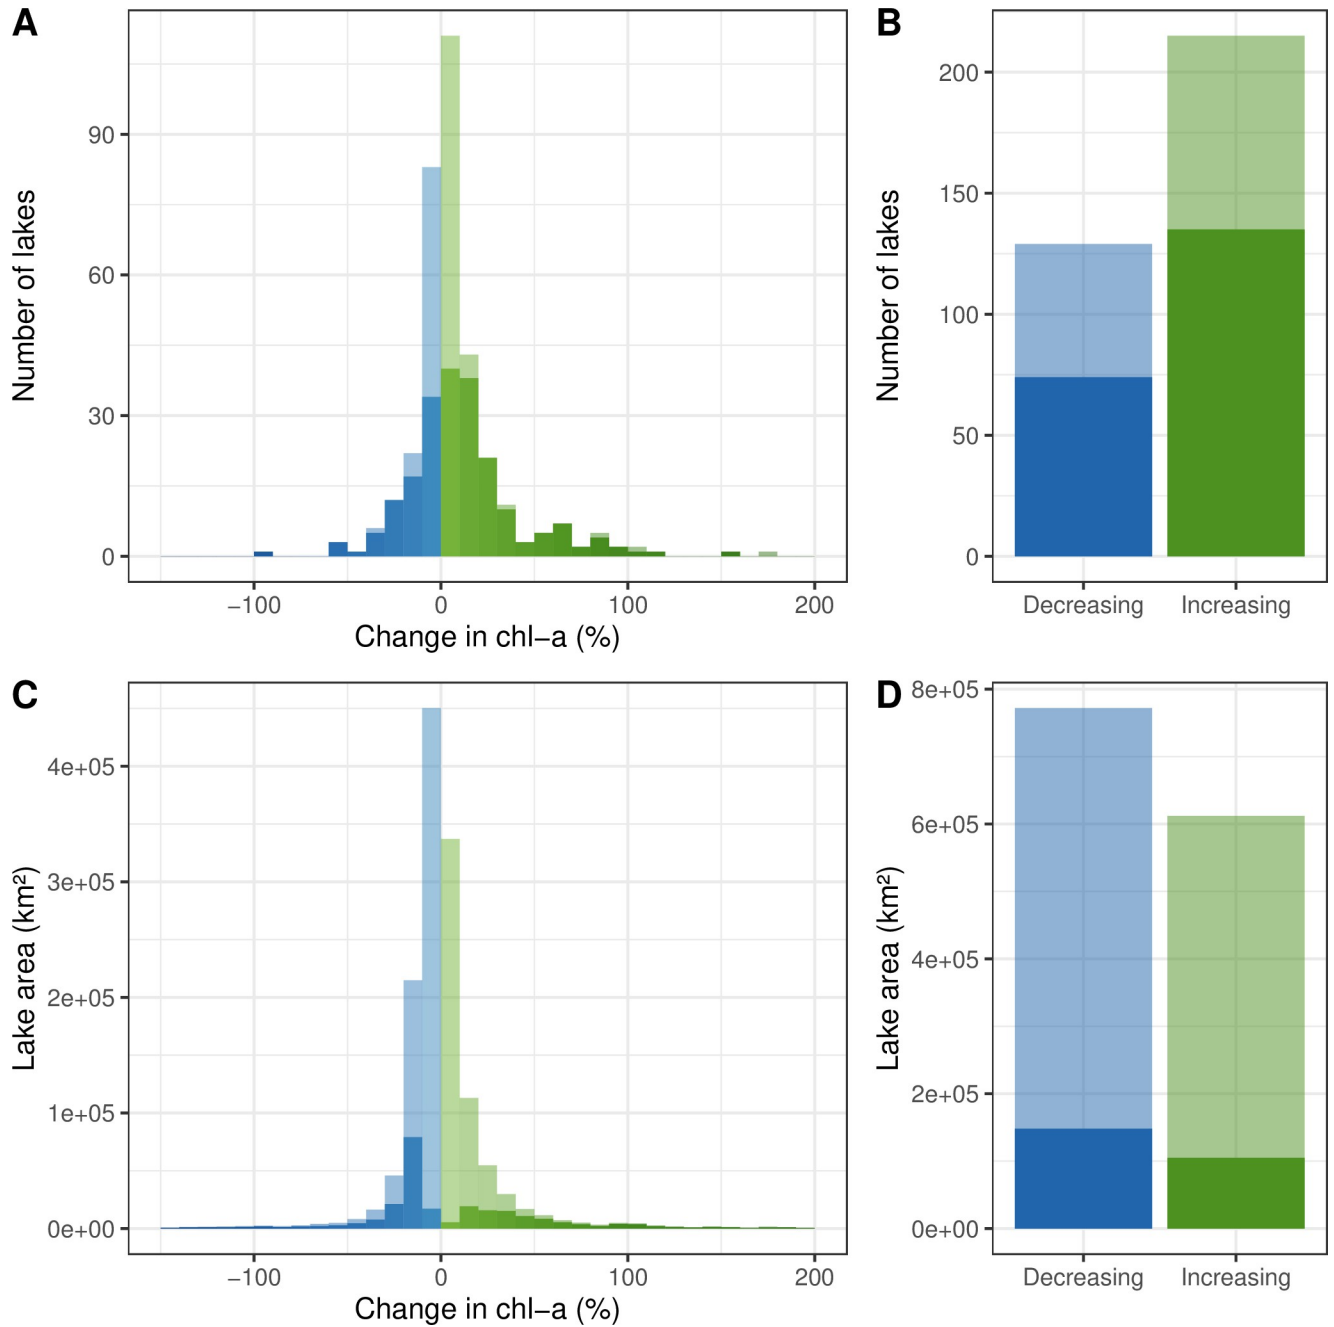 A
Number of lakes
90
60
30
0
−100
0
100
200
Change in chl−a (%)
B
Number of lakes
200
150
100
50
0
Decreasing
Increasing
C
Lake area (km²)
4e+05
3e+05
2e+05
1e+05
0e+00
−100
0
100
200
Change in chl−a (%)
D
Lake area (km²)
8e+05
6e+05
4e+05
2e+05
0e+00
Decreasing
Increasing